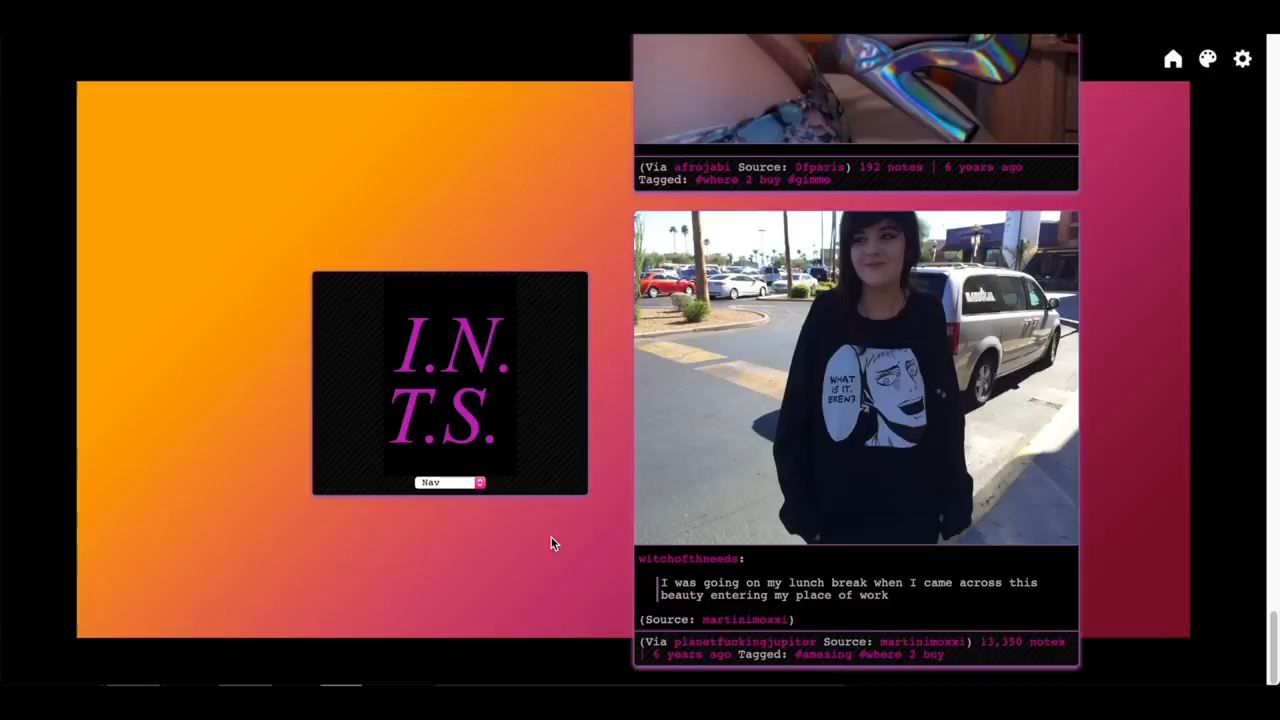 (Via afrojabi Source: 0fparis) 192 notes | 6 years ago
Tagged: #where 2 buy #gimme
I.N.
T.S.
Nav
WHAT
IS IT,
EREN?
witchofthneeds:
I was going on my lunch break when I came across this
beauty entering my place of work
(Source: martinimoxxi)
(Via planetfuckingjupiter Source: martinimoxxi) 13,350 notes
| 6 years ago Tagged: #amazing #where 2 buy